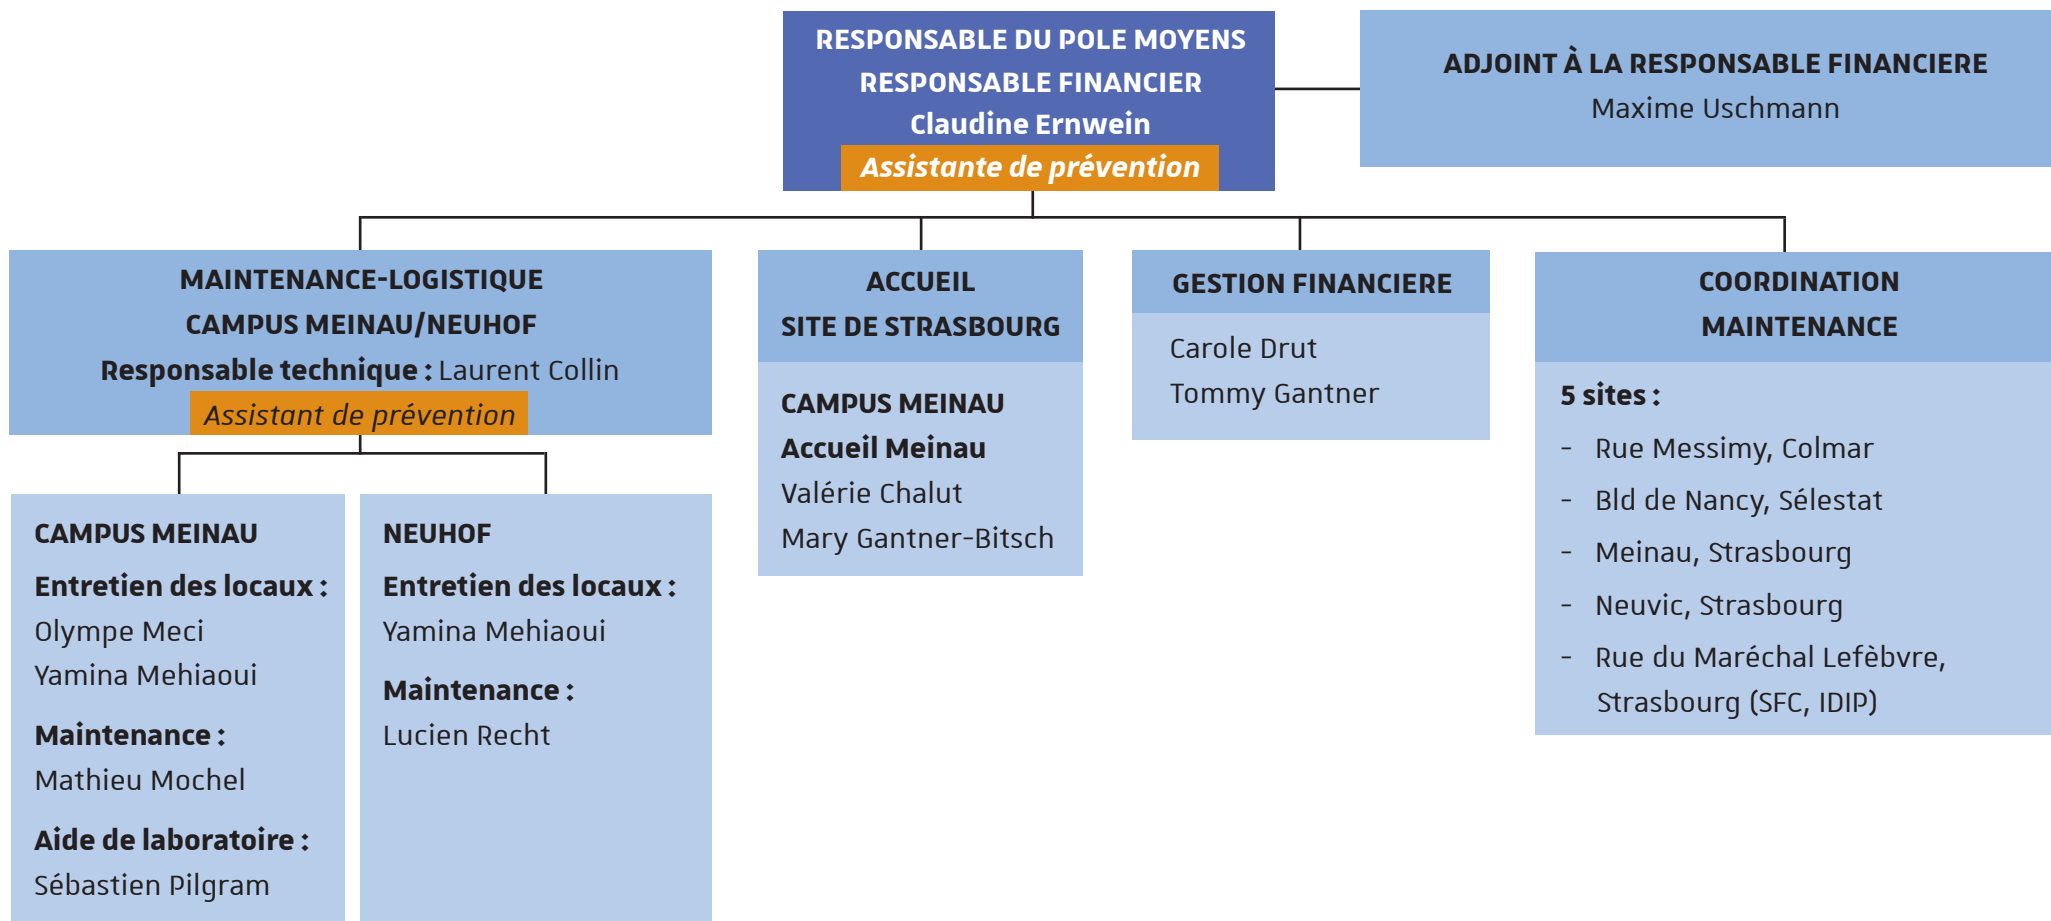 RESPONSABLE DU POLE MOYENS
RESPONSABLE FINANCIER
Claudine Ernwein
Assistante de prévention
ADJOINT À LA RESPONSABLE FINANCIERE
Maxime Uschmann
MAINTENANCE-LOGISTIQUE
CAMPUS MEINAU/NEUHOF
Responsable technique : Laurent Collin
Assistant de prévention
CAMPUS MEINAU
Entretien des locaux :
Olympe Meci
Yamina Mehiaoui
Maintenance :
Mathieu Mochel
Aide de laboratoire :
Sébastien Pilgram
NEUHOF
Entretien des locaux :
Yamina Mehiaoui
Maintenance :
Lucien Recht
ACCUEIL
SITE DE STRASBOURG
CAMPUS MEINAU
Accueil Meinau
Valérie Chalut
Mary Gantner-Bitsch
GESTION FINANCIERE
Carole Drut
Tommy Gantner
COORDINATION
MAINTENANCE
5 sites :
- Rue Messimy, Colmar
- Bld de Nancy, Sélestat
- Meinau, Strasbourg
- Neuvic, Strasbourg
- Rue du Maréchal Lefèbvre,
Strasbourg (SFC, IDIP)